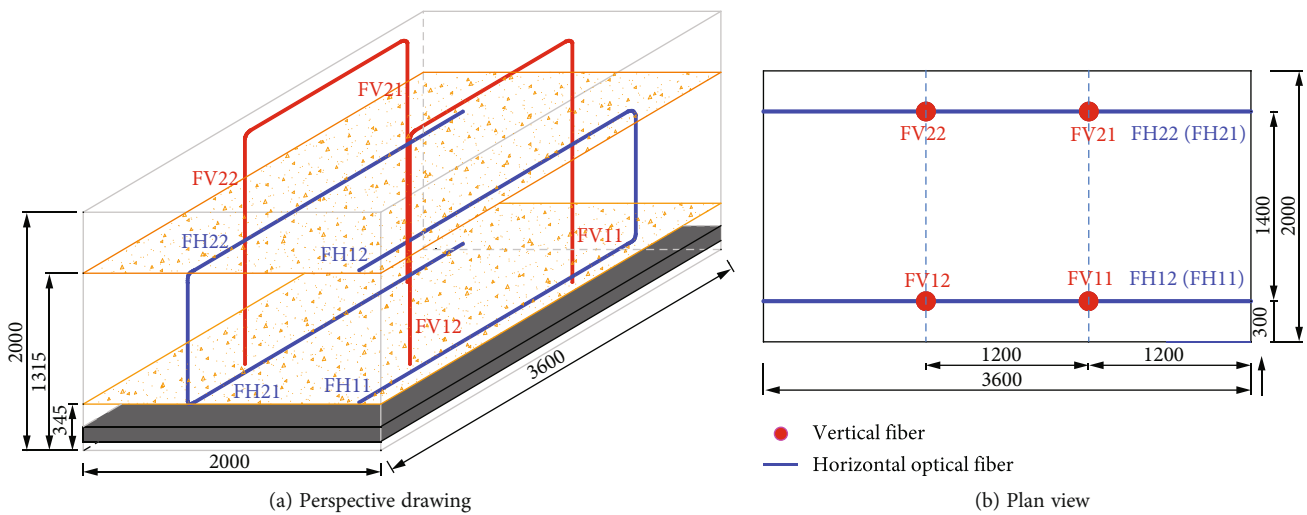 FV21
FV22
FH22
FH12
FV11
FV12
FH21
FH11
2000
1315
345
2000
3600
(a) Perspective drawing
FV22
FV21
FH22 (FH21)
FV12
FV11
FH12 (FH11)
1400
2000
300
1200
1200
3600
Vertical fiber
Horizontal optical fiber
(b) Plan view